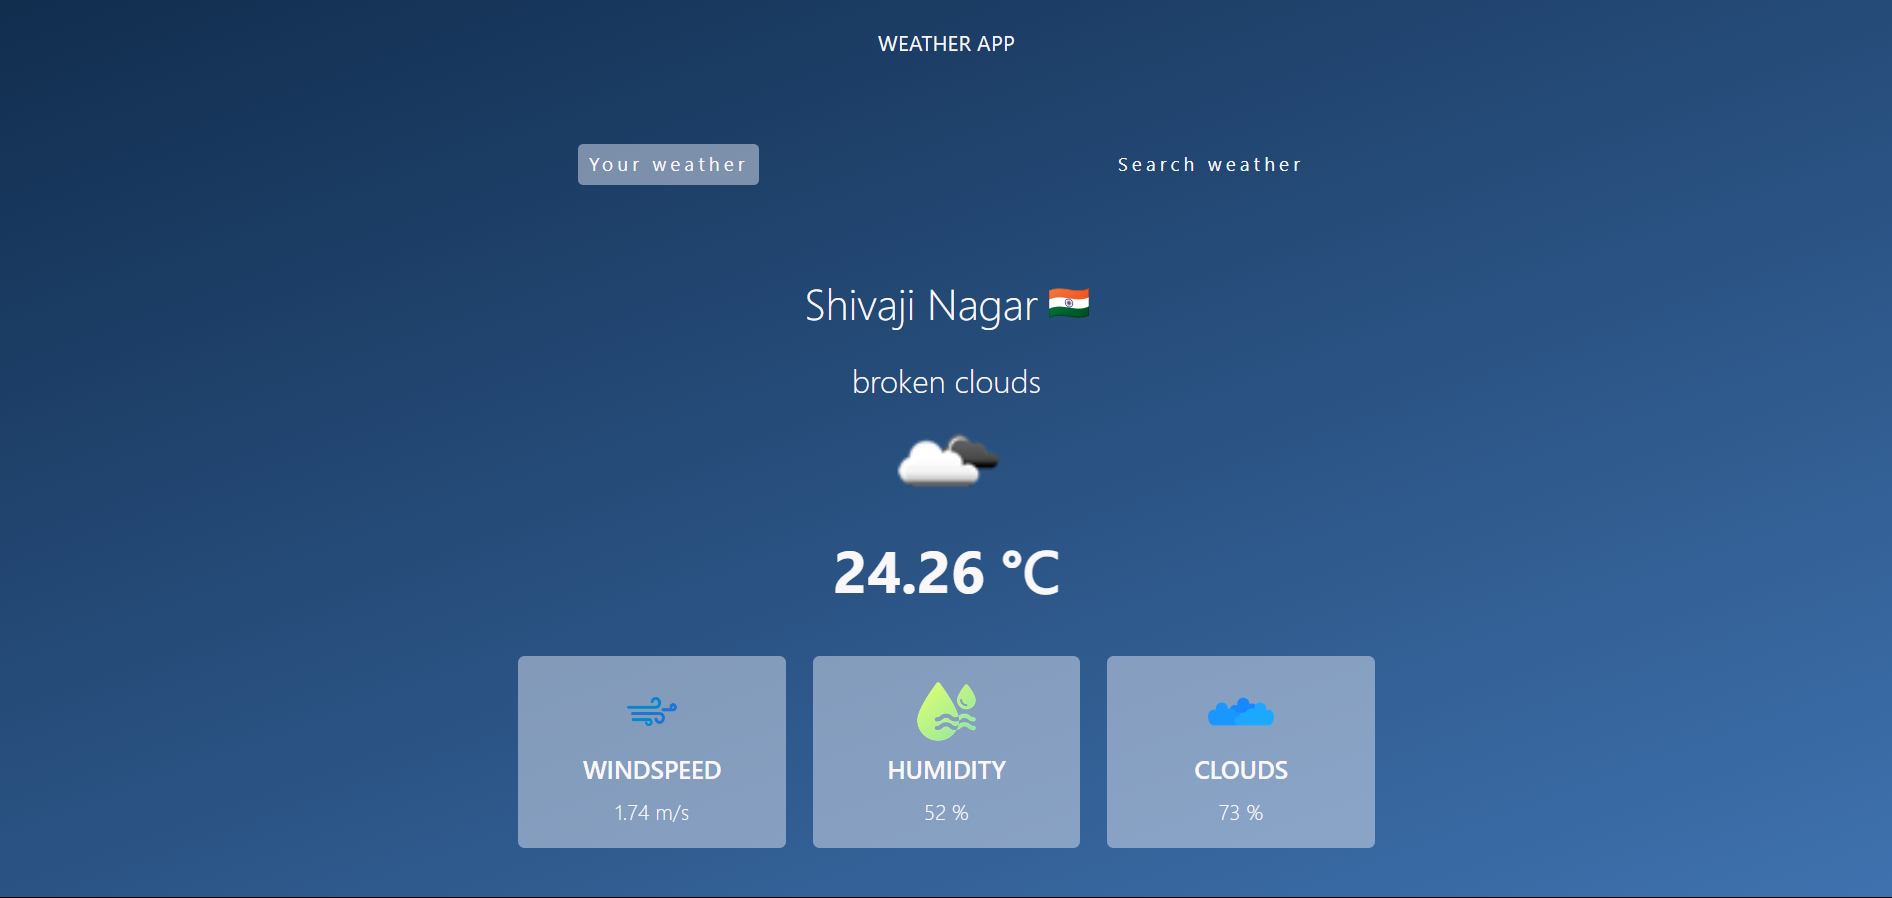 WEATHER APP
Your weather
Search weather
Shivaji Nagar
broken clouds
24.26 °C
WINDSPEED
1.74 m/s
HUMIDITY
52 %
CLOUDS
73 %